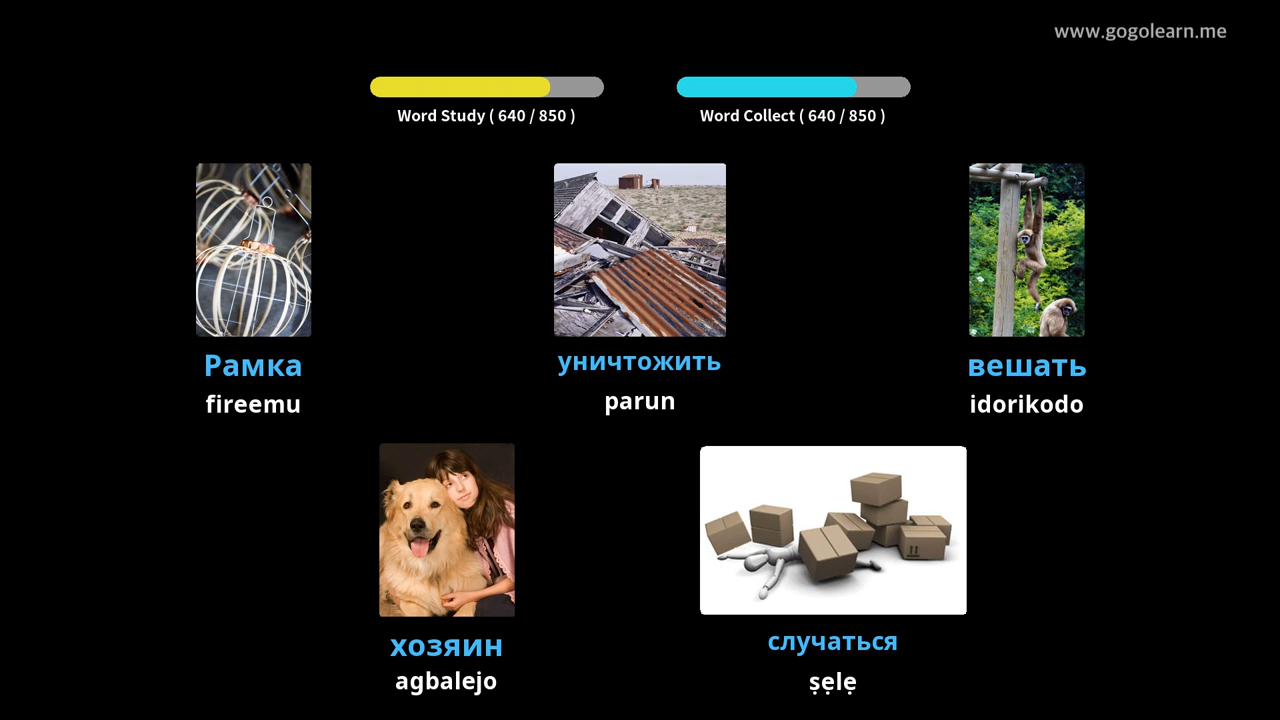 www.gogolearn.me
Word Study ( 640 / 850 )
Word Collect ( 640 / 850 )
Рамка
fireemu
уничтожить
parun
вешать
idorikodo
хозяин
agbalejo
случаться
ṣẹlẹ